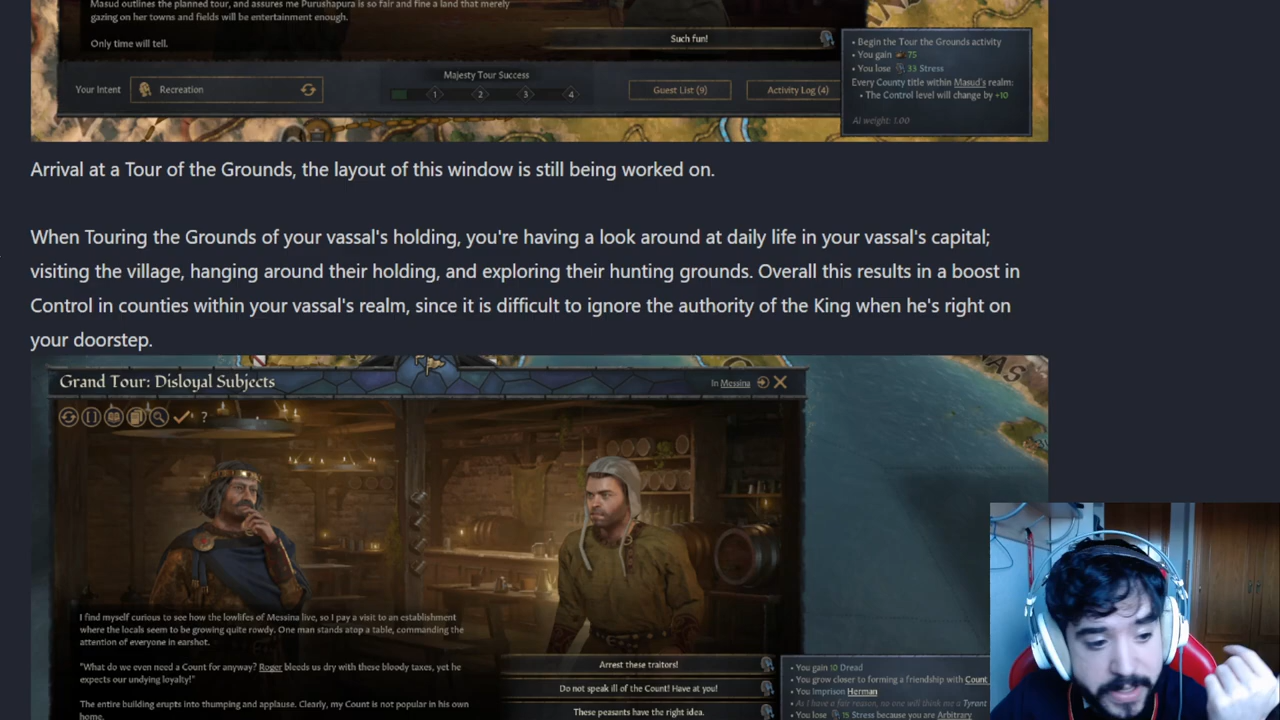 Masud outlines the planned tour, and assures me Purushapura is so fair and fine a land that merely
gazing on her towns and fields will be entertainment enough.
Only time will tell.
Such fun!
• Begin the Tour the Grounds activity
• You gain 75
• You lose 33 Stress
Every County title within Masud's realm:
• The Control level will change by +10
AI weight: 1.00
Your Intent
Recreation
Majesty Tour Success
1 2 3 4
Guest List (9)
Activity Log (4)
Arrival at a Tour of the Grounds, the layout of this window is still being worked on.
When Touring the Grounds of your vassal's holding, you're having a look around at daily life in your vassal's capital;
visiting the village, hanging around their holding, and exploring their hunting grounds. Overall this results in a boost in
Control in counties within your vassal's realm, since it is difficult to ignore the authority of the King when he's right on
your doorstep.
Grand Tour: Disloyal Subjects
In Messina
?
NAS
I find myself curious to see how the lowlifes of Messina live, so I pay a visit to an establishment
where the locals seem to be growing quite rowdy. One man stands atop a table, commanding the
attention of everyone in earshot.
"What do we even need a Count for anyway? Roger bleeds us dry with these bloody taxes, yet he
expects our undying loyalty!"
The entire building erupts into thumping and applause. Clearly, my Count is not popular in his own
home.
Arrest these traitors!
Do not speak ill of the Count! Have at you!
These peasants have the right idea.
• You gain 10 Dread
• You grow closer to forming a friendship with Count
• You Imprison Herman
• As I have a fair reason, no one will think me a Tyrant
• You lose 15 Stress because you are Arbitrary